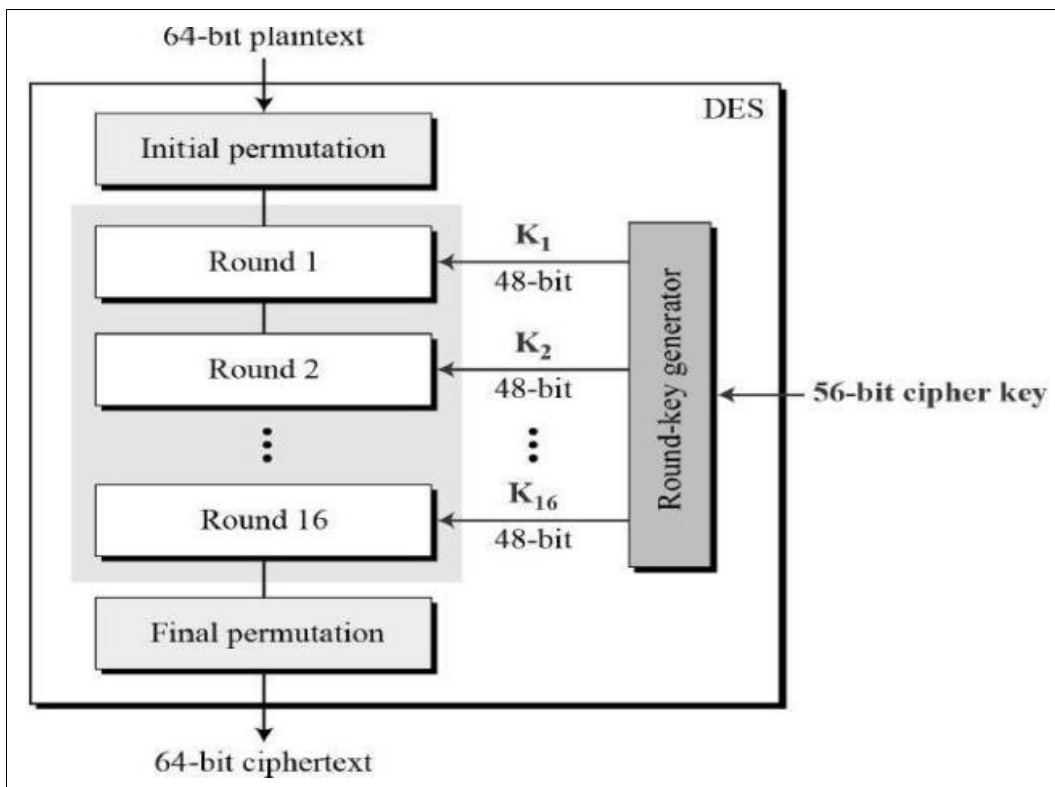 64-bit plaintext
DES
Initial permutation
Round 1
K1
48-bit
Round 2
K2
48-bit
Round-key generator
56-bit cipher key
Round 16
K16
48-bit
Final permutation
64-bit ciphertext